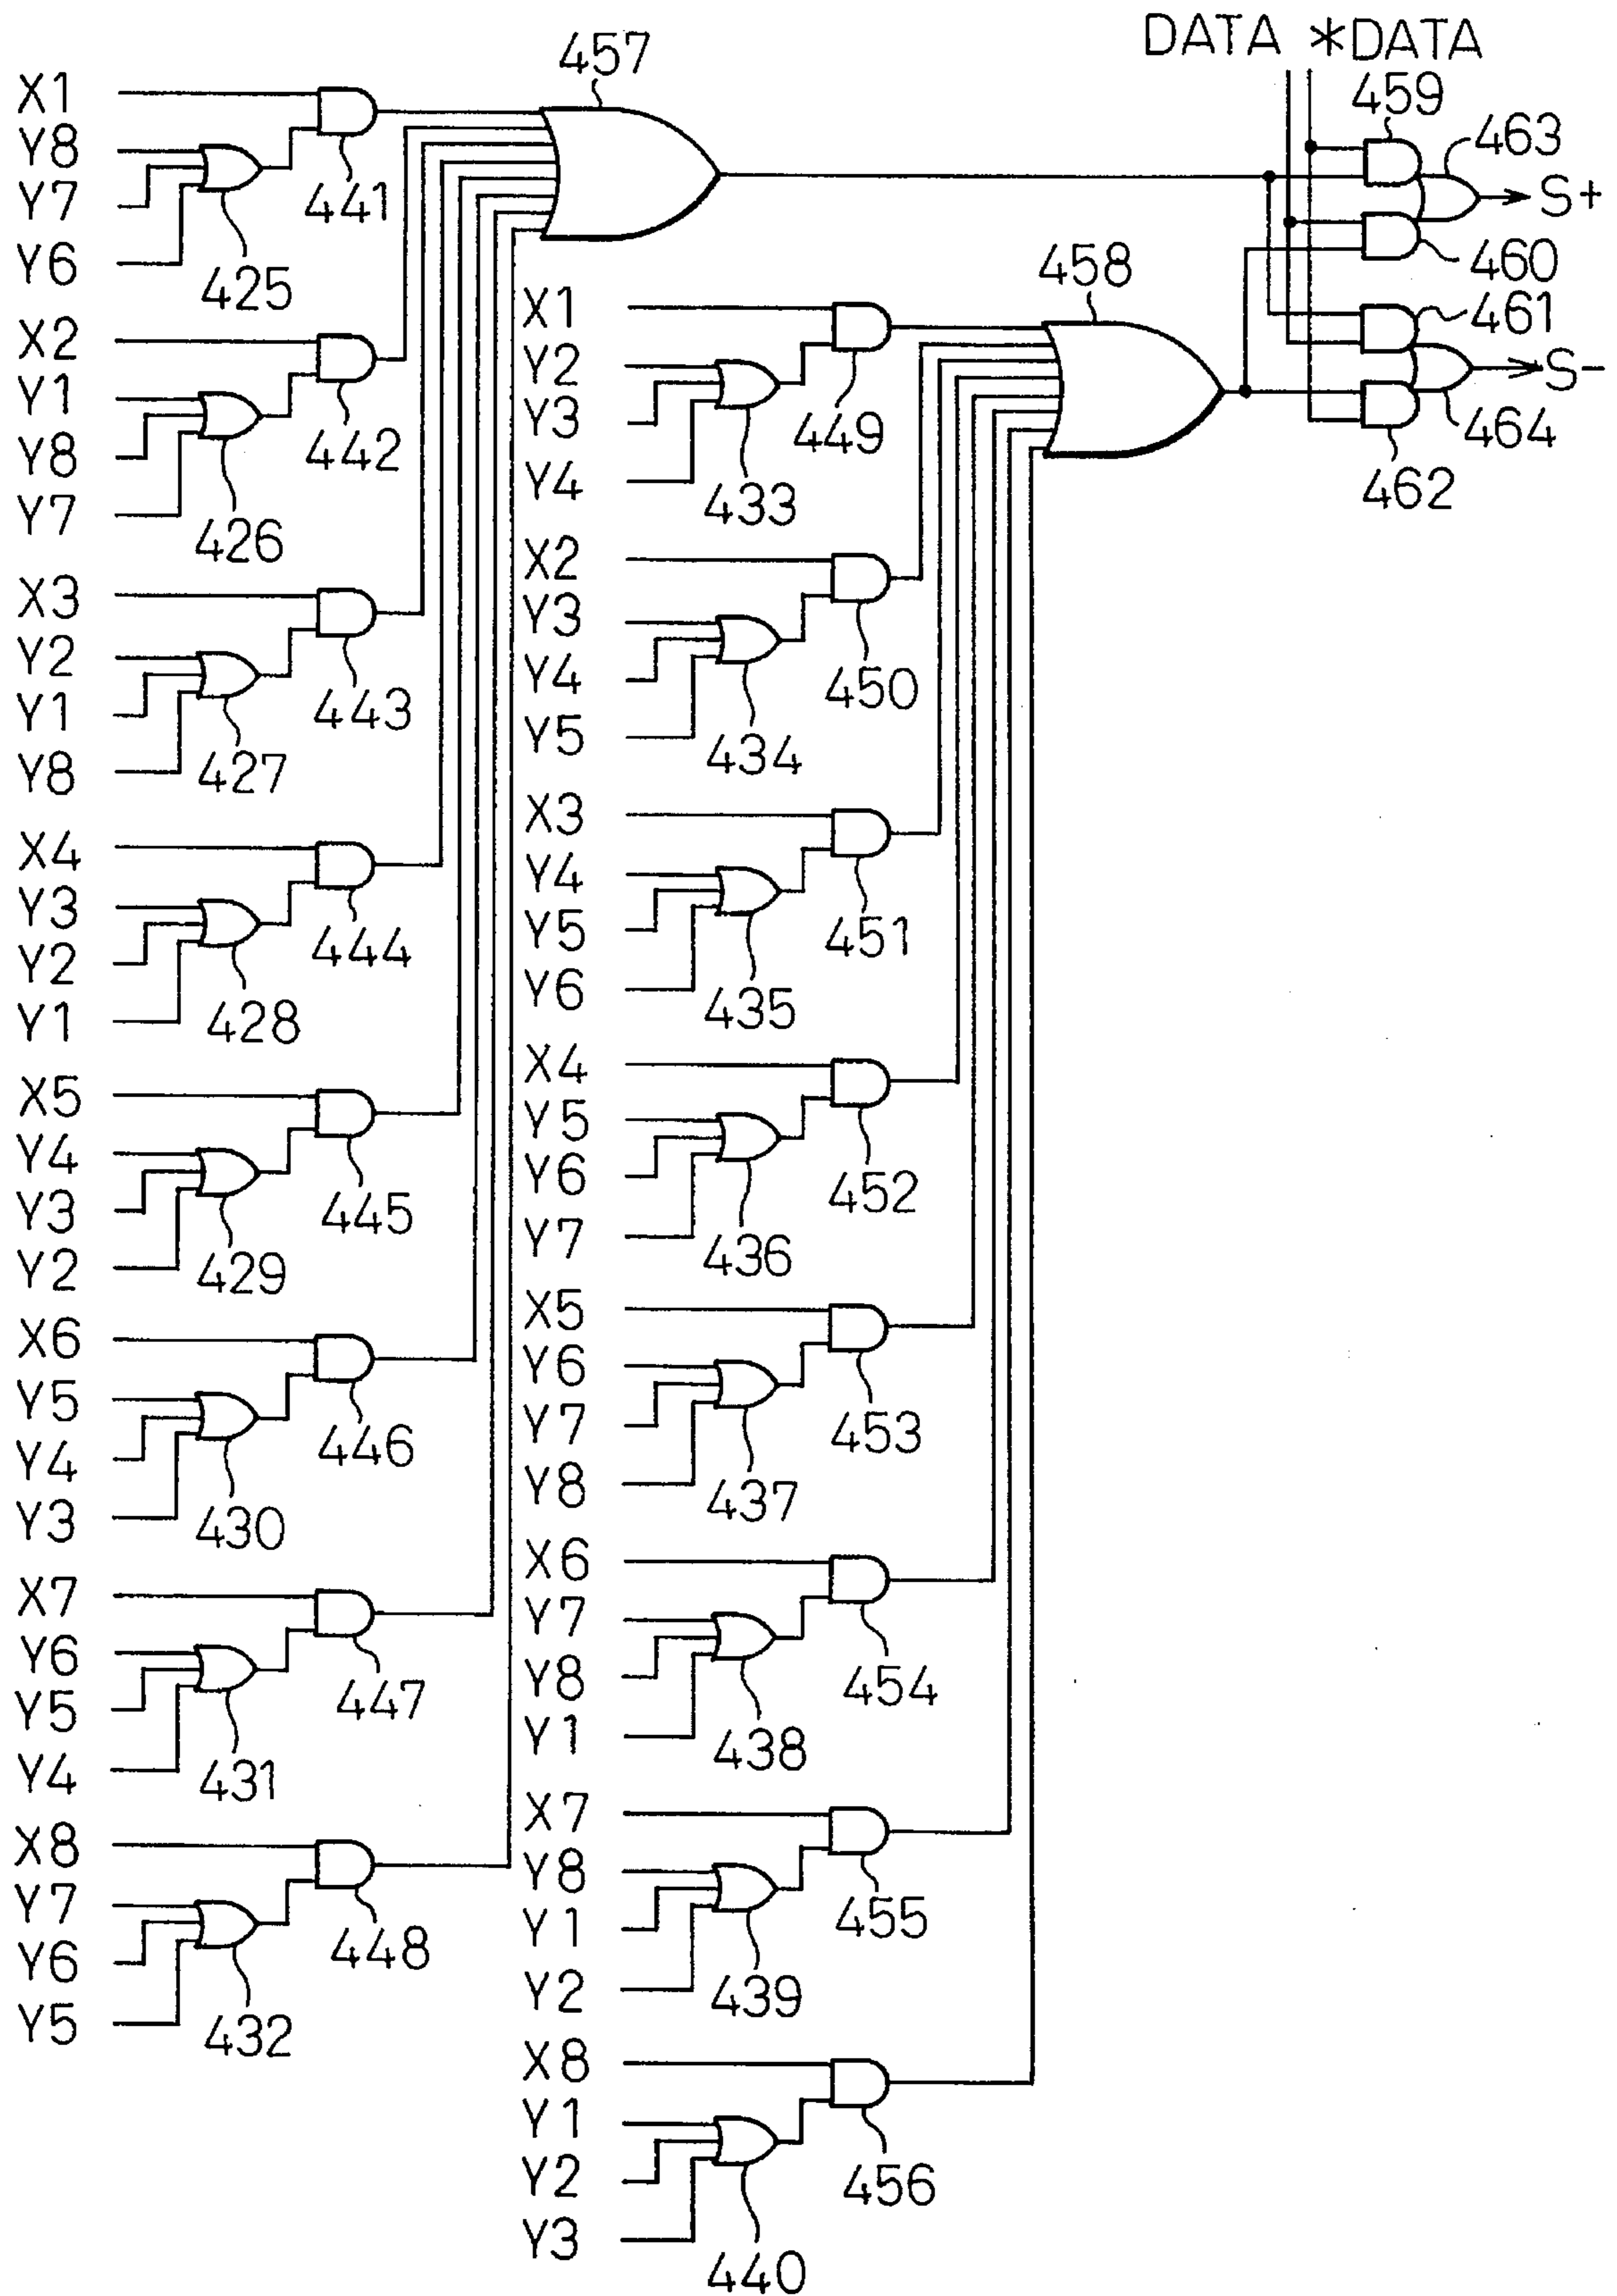 DATA *DATA
457
459
463
S+
460
461
S-
464
462
458
X1
Y8
Y7
Y6
441
425
X2
Y1
Y8
Y7
442
426
X3
Y2
Y1
Y8
443
427
X4
Y3
Y2
Y1
444
428
X5
Y4
Y3
Y2
445
429
X6
Y5
Y4
Y3
446
430
X7
Y6
Y5
Y4
447
431
X8
Y7
Y6
Y5
448
432
X1
Y2
Y3
Y4
449
433
X2
Y3
Y4
Y5
450
434
X3
Y4
Y5
Y6
451
435
X4
Y5
Y6
Y7
452
436
X5
Y6
Y7
Y8
453
437
X6
Y7
Y8
Y1
454
438
X7
Y8
Y1
Y2
455
439
X8
Y1
Y2
Y3
456
440